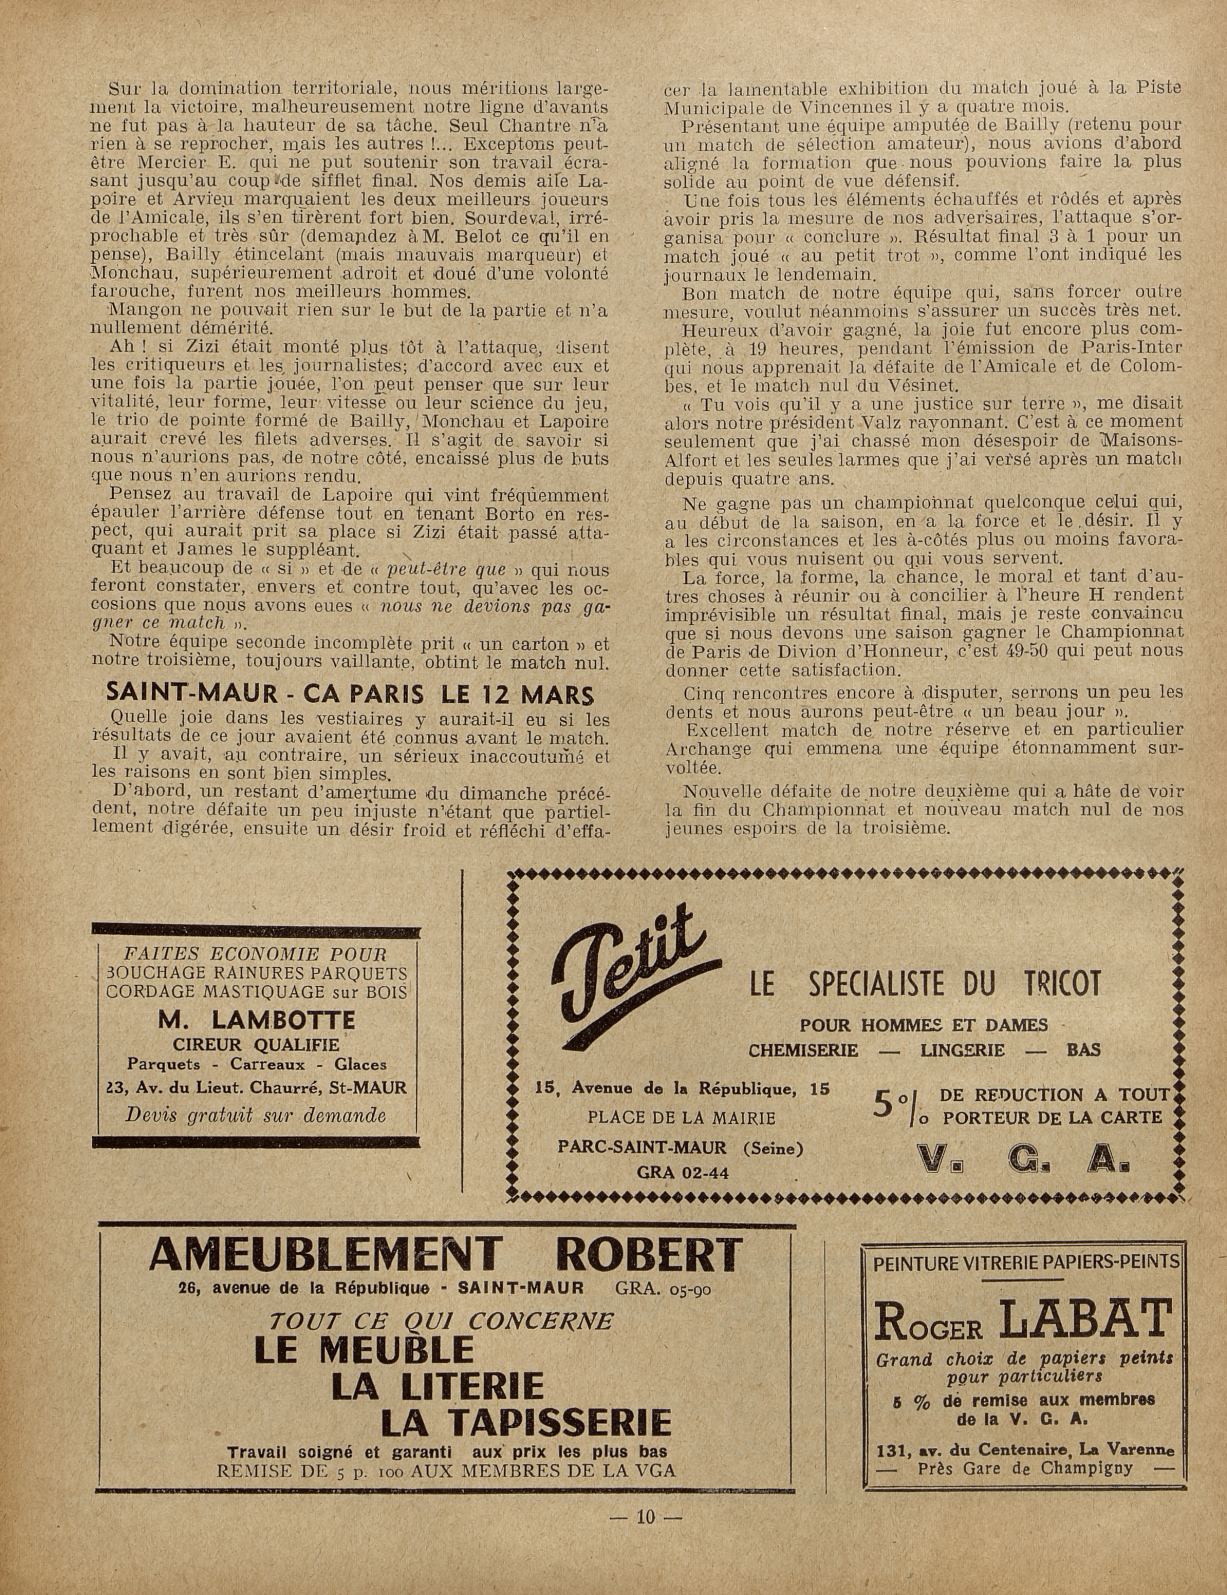 Sur la domination territoriale, nous méritions large-
ment la victoire, malheureusement notre ligne d'avants
ne fut pas à la hauteur de sa tâche. Seul Chantre n'a
rien à se reprocher, mais les autres !... Exceptons peut-
être Mercier E. qui ne put soutenir son travail écra-
sant jusqu'au coup de sifflet final. Nos demis aile La-
poire et Arvieu marquaient les deux meilleurs joueurs
de l'Amicale, ils s'en tirèrent fort bien. Sourdeval, irré-
prochable et très sûr (demandez à M. Belot ce qu'il en
pense), Bailly étincelant (mais mauvais marqueur) et
Monchau, supérieurement adroit et doué d'une volonté
farouche, furent nos meilleurs hommes.
Mangon ne pouvait rien sur le but de la partie et n'a
nullement démérité.
Ah ! si Zizi était monté plus tôt à l'attaque, disent
les critiqueurs et les journalistes; d'accord avec eux et
une fois la partie jouée, l'on peut penser que sur leur
vitalité, leur forme, leur vitesse ou leur science du jeu,
le trio de pointe formé de Bailly, Monchau et Lapoire
aurait crevé les filets adverses. Il s'agit de savoir si
nous n'aurions pas, de notre côté, encaissé plus de buts
que nous n'en aurions rendu.
Pensez au travail de Lapoire qui vint fréquemment
épauler l'arrière défense tout en tenant Borto en res-
pect, qui aurait prit sa place si Zizi était passé atta-
quant et James le suppléant.
Et beaucoup de « si » et de « peut-être que » qui nous
feront constater, envers et contre tout, qu'avec les oc-
cosions que nous avons eues « nous ne devions pas ga-
gner ce match ».
Notre équipe seconde incomplète prit « un carton » et
notre troisième, toujours vaillante, obtint le match nul.
SAINT-MAUR - CA PARIS LE 12 MARS
Quelle joie dans les vestiaires y aurait-il eu si les
résultats de ce jour avaient été connus avant le match.
Il y avait, au contraire, un sérieux inaccoutumé et
les raisons en sont bien simples.
D'abord, un restant d'amertume du dimanche précé-
dent, notre défaite un peu injuste n'étant que partiel-
lement digérée, ensuite un désir froid et réfléchi d'effa-
cer la lamentable exhibition du match joué à la Piste
Municipale de Vincennes il y a quatre mois.
Présentant une équipe amputée de Bailly (retenu pour
un match de sélection amateur), nous avions d'abord
aligné la formation que nous pouvions faire la plus
solide au point de vue défensif.
Une fois tous les éléments échauffés et rôdés et après
avoir pris la mesure de nos adversaires, l'attaque s'or-
ganisa pour « conclure ». Résultat final 3 à 1 pour un
match joué « au petit trot », comme l'ont indiqué les
journaux le lendemain.
Bon match de notre équipe qui, sans forcer outre
mesure, voulut néanmoins s'assurer un succès très net.
Heureux d'avoir gagné, la joie fut encore plus com-
plète, à 19 heures, pendant l'émission de Paris-Inter
qui nous apprenait la défaite de l'Amicale et de Colom-
bes, et le match nul du Vésinet.
« Tu vois qu'il y a une justice sur terre », me disait
alors notre président Valz rayonnant. C'est à ce moment
seulement que j'ai chassé mon désespoir de Maisons-
Alfort et les seules larmes que j'ai versé après un match
depuis quatre ans.
Ne gagne pas un championnat quelconque celui qui,
au début de la saison, en a la force et le désir. Il y
a les circonstances et les à-côtés plus ou moins favora-
bles qui vous nuisent ou qui vous servent.
La force, la forme, la chance, le moral et tant d'au-
tres choses à réunir ou à concilier à l'heure H rendent
imprévisible un résultat final, mais je reste convaincu
que si nous devons une saison gagner le Championnat
de Paris de Divion d'Honneur, c'est 49-50 qui peut nous
donner cette satisfaction.
Cinq rencontres encore à disputer, serrons un peu les
dents et nous aurons peut-être « un beau jour ».
Excellent match de notre réserve et en particulier
Archange qui emmena une équipe étonnamment sur-
voltée.
Nouvelle défaite de notre deuxième qui a hâte de voir
la fin du Championnat et nouveau match nul de nos
jeunes espoirs de la troisième.
FAITES ECONOMIE POUR
BOUCHAGE RAINURES PARQUETS
CORDAGE MASTIQUAGE sur BOIS
M. LAMBOTTE
CIREUR QUALIFIE
Parquets - Carreaux - Glaces
23, Av. du Lieut. Chaurré, St-MAUR
Devis gratuit sur demande
Petit
LE SPECIALISTE DU TRICOT
POUR HOMMES ET DAMES
CHEMISERIE — LINGERIE — BAS
15, Avenue de la République, 15
PLACE DE LA MAIRIE
PARC-SAINT-MAUR (Seine)
GRA 02-44
5 % DE REDUCTION A TOUT
PORTEUR DE LA CARTE
V. G. A.
AMEUBLEMENT ROBERT
26, avenue de la République - SAINT-MAUR GRA. 05-90
TOUT CE QUI CONCERNE
LE MEUBLE
LA LITERIE
LA TAPISSERIE
Travail soigné et garanti aux prix les plus bas
REMISE DE 5 p. 100 AUX MEMBRES DE LA VGA
PEINTURE VITRERIE PAPIERS-PEINTS
ROGER LABAT
Grand choix de papiers peints
pour particuliers
5 % de remise aux membres
de la V. G. A.
131, av. du Centenaire, La Varenne
— Près Gare de Champigny —
— 10 —